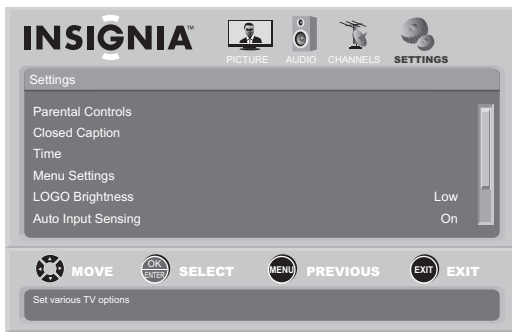 INSIGNIA™
PICTURE AUDIO CHANNELS SETTINGS
Settings
Parental Controls
Closed Caption
Time
Menu Settings
LOGO Brightness Low
Auto Input Sensing On
MOVE OK ENTER SELECT MENU PREVIOUS EXIT EXIT
Set various TV options